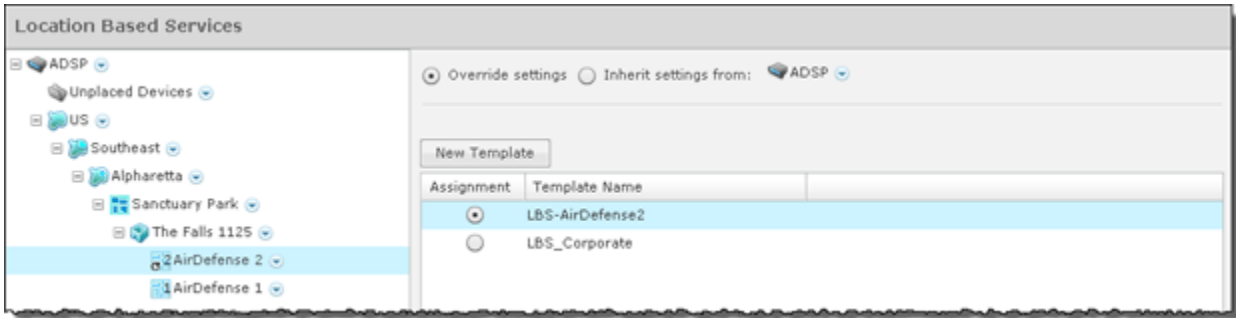 Location Based Services
ADSP
Unplaced Devices
US
Southeast
Alpharetta
Sanctuary Park
The Falls 1125
2 AirDefense 2
1 AirDefense 1
Override settings Inherit settings from: ADSP
New Template
Assignment Template Name
LBS-AirDefense2
LBS_Corporate